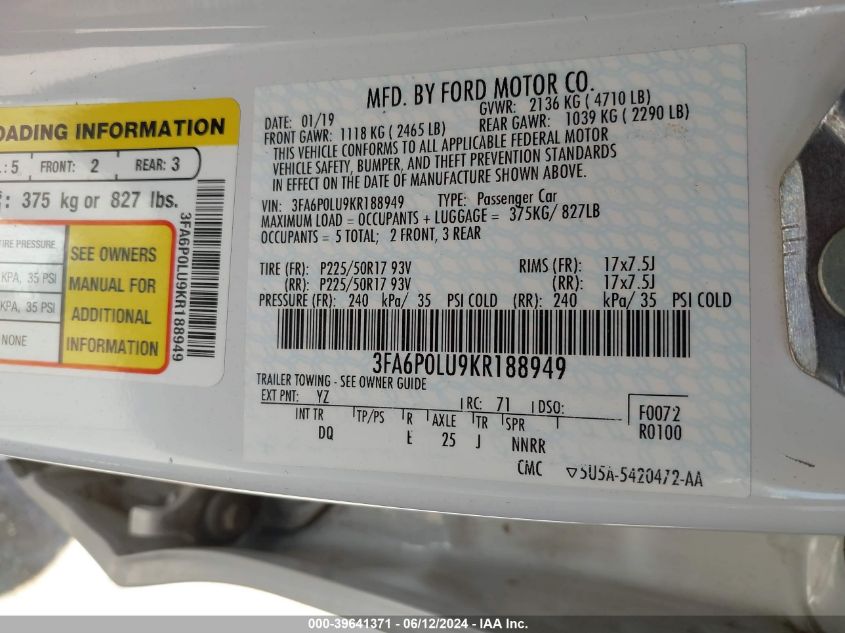 OADING INFORMATION
: 5 FRONT: 2 REAR: 3
: 375 kg or 827 lbs.
TIRE PRESSURE
KPA, 35 PSI
KPA, 35 PSI
NONE
SEE OWNERS
MANUAL FOR
ADDITIONAL
INFORMATION
3FA6P0LU9KR188949
MFD. BY FORD MOTOR CO.
DATE: 01/19 GVWR: 2136 KG ( 4710 LB)
FRONT GAWR: 1118 KG ( 2465 LB) REAR GAWR: 1039 KG ( 2290 LB)
THIS VEHICLE CONFORMS TO ALL APPLICABLE FEDERAL MOTOR
VEHICLE SAFETY, BUMPER, AND THEFT PREVENTION STANDARDS
IN EFFECT ON THE DATE OF MANUFACTURE SHOWN ABOVE.
VIN: 3FA6P0LU9KR188949 TYPE: Passenger Car
MAXIMUM LOAD = OCCUPANTS + LUGGAGE = 375KG/ 827LB
OCCUPANTS = 5 TOTAL; 2 FRONT, 3 REAR
TIRE (FR): P225/50R17 93V RIMS (FR): 17x7.5J
(RR): P225/50R17 93V (RR): 17x7.5J
PRESSURE (FR): 240 kPa/ 35 PSI COLD (RR): 240 kPa/ 35 PSI COLD
3FA6P0LU9KR188949
TRAILER TOWING - SEE OWNER GUIDE
EXT PNT: YZ RC: 71 DSO: F0072
INT TR TP/PS R AXLE TR SPR R0100
DQ E 25 J NNRR
CMC ▽5U5A-5420472-AA
000-39641371 - 06/12/2024 - IAA Inc.